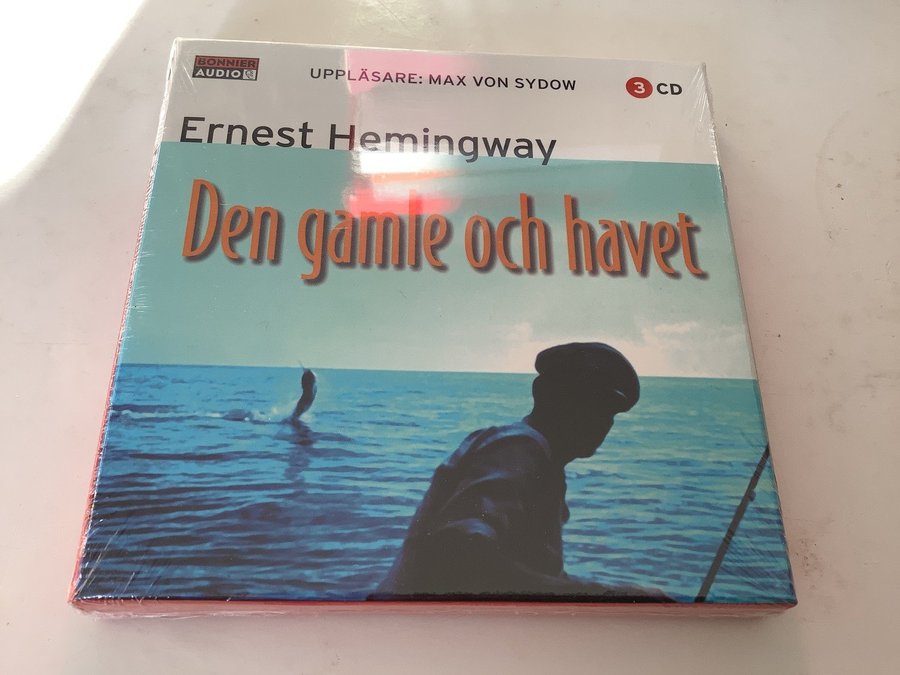 BONNIER
AUDIO
UPPLÄSARE: MAX VON SYDOW
3 CD
Ernest Hemingway
Den gamle och havet